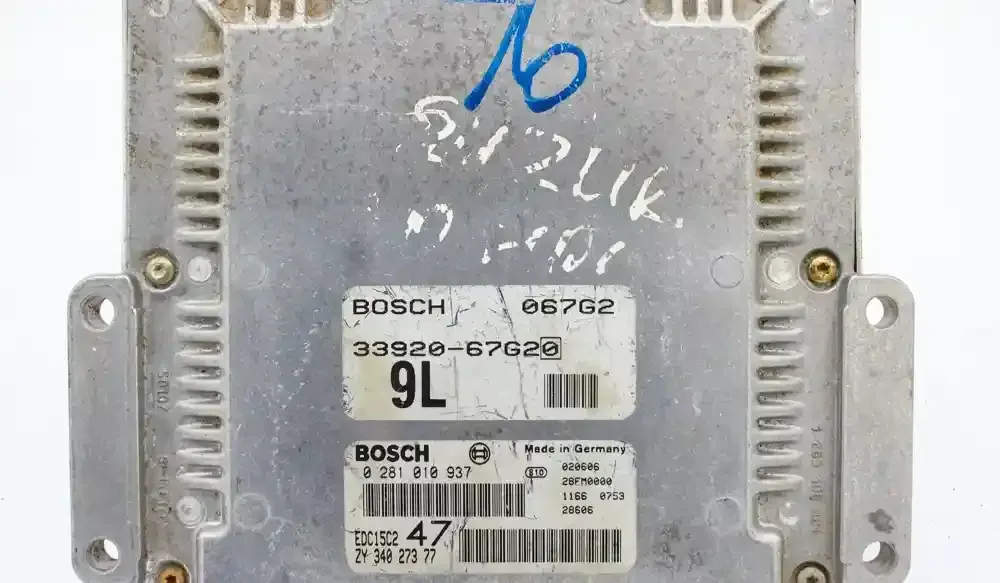 BOSCH 067G2
33920-67G20
9L
BOSCH Made in Germany
0 281 010 937 810 020606
28FM0000
1166 0753
28606
EDC15C2 47
ZY 340 273 77